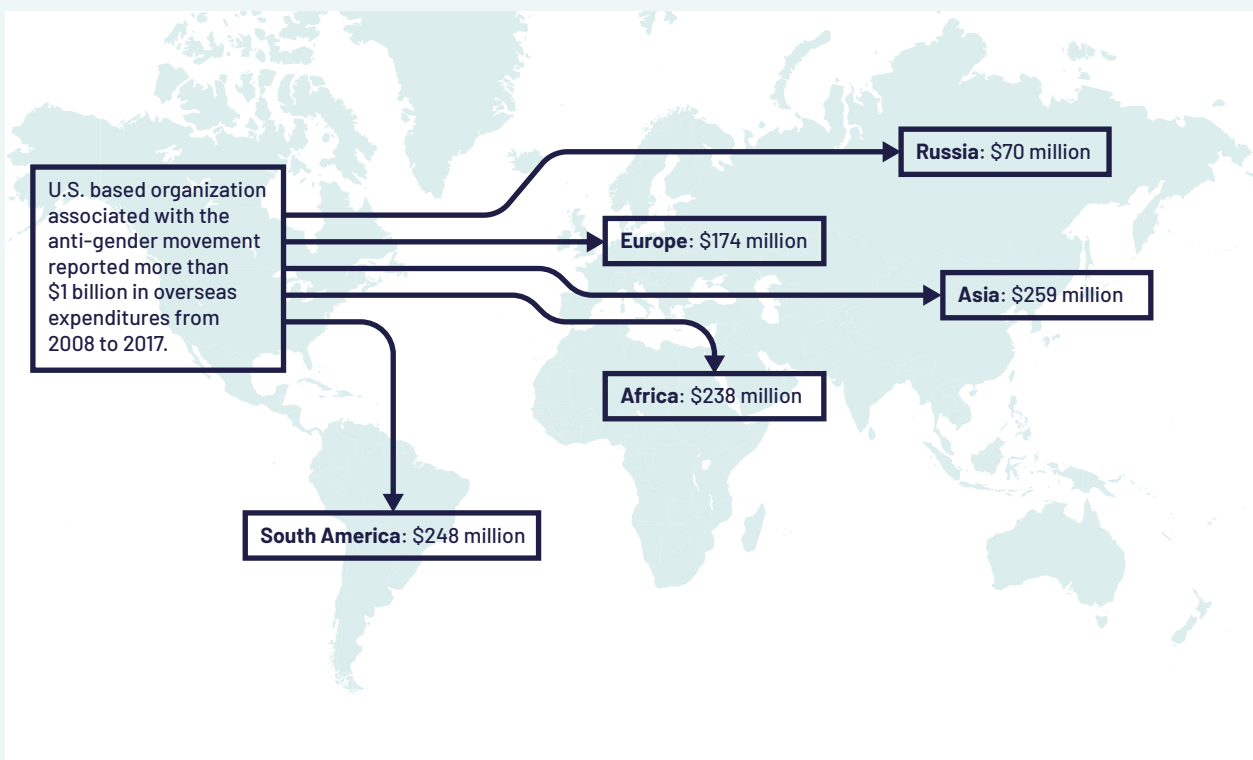 U.S. based organization
associated with the
anti-gender movement
reported more than
$1 billion in overseas
expenditures from
2008 to 2017.
Russia: $70 million
Europe: $174 million
Asia: $259 million
Africa: $238 million
South America: $248 million